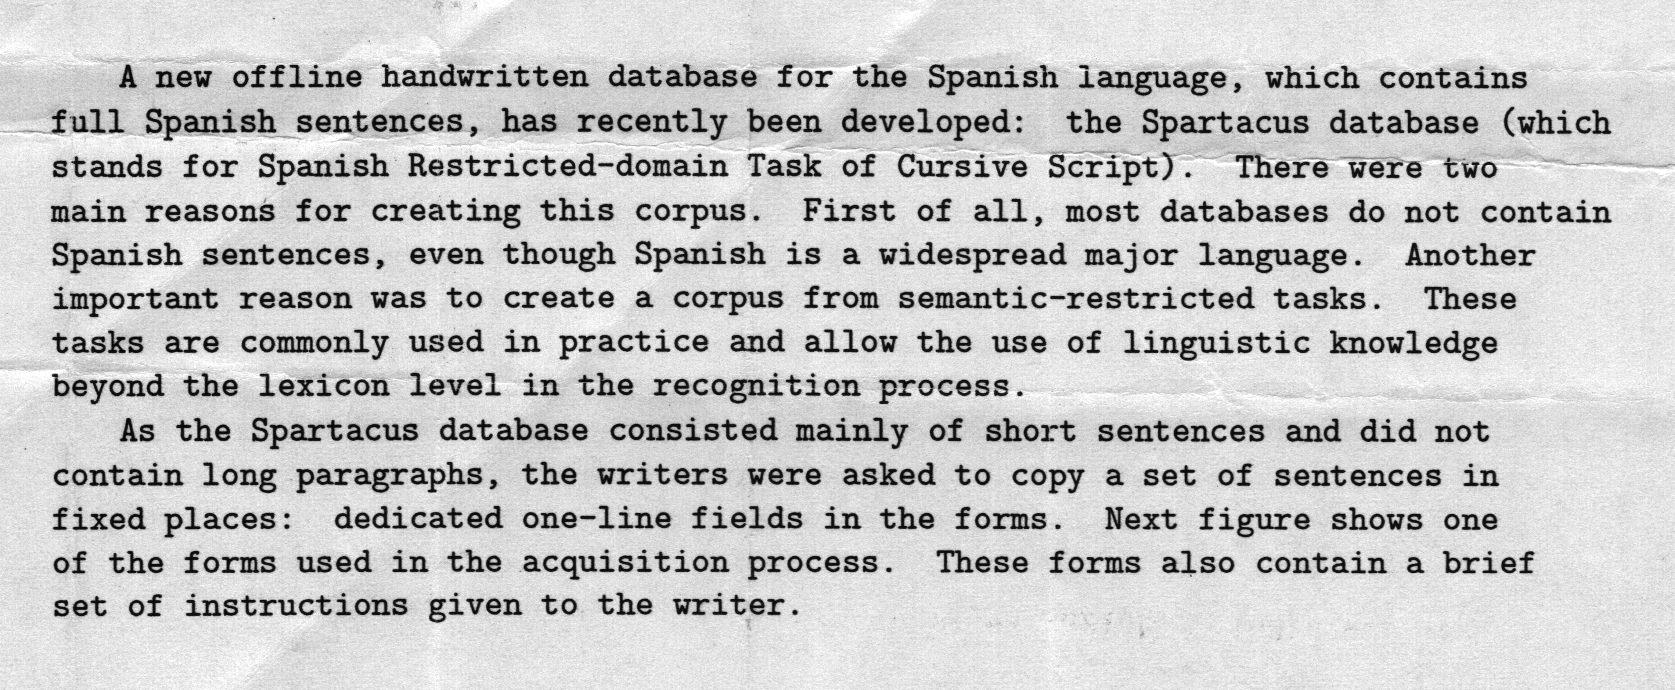 A new offline handwritten database for the Spanish language, which contains
full Spanish sentences, has recently been developed: the Spartacus database (which
stands for Spanish Restricted-domain Task of Cursive Script). There were two
main reasons for creating this corpus. First of all, most databases do not contain
Spanish sentences, even though Spanish is a widespread major language. Another
important reason was to create a corpus from semantic-restricted tasks. These
tasks are commonly used in practice and allow the use of linguistic knowledge
beyond the lexicon level in the recognition process.
As the Spartacus database consisted mainly of short sentences and did not
contain long paragraphs, the writers were asked to copy a set of sentences in
fixed places: dedicated one-line fields in the forms. Next figure shows one
of the forms used in the acquisition process. These forms also contain a brief
set of instructions given to the writer.